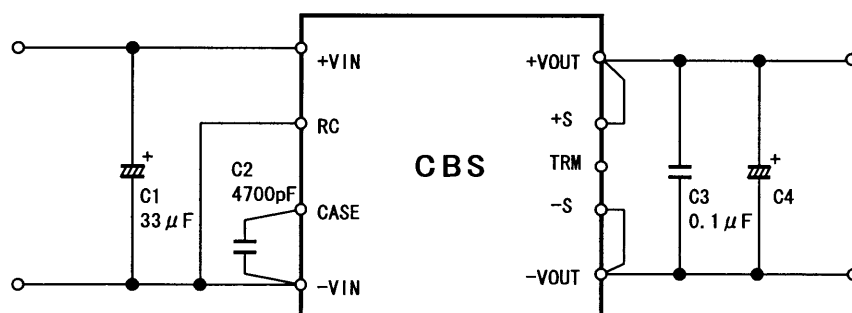 +VIN
+VOUT
RC
+S
C2
4700pF
CBS
TRM
C1
33μF
CASE
-S
C3
0.1μF
C4
+
+
-VIN
-VOUT